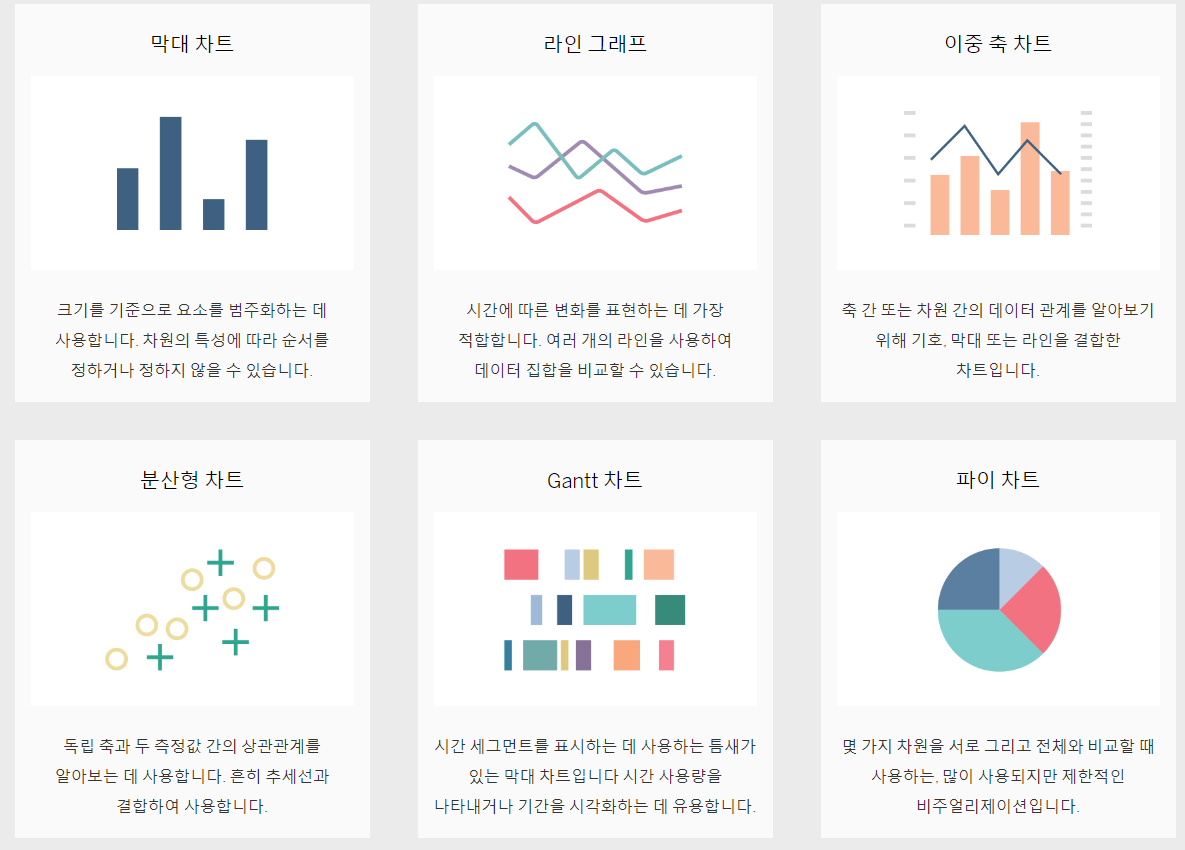 막대 차트
크기를 기준으로 요소를 범주화하는 데
사용합니다. 차원의 특성에 따라 순서를
정하거나 정하지 않을 수 있습니다.
라인 그래프
시간에 따른 변화를 표현하는 데 가장
적합합니다. 여러 개의 라인을 사용하여
데이터 집합을 비교할 수 있습니다.
이중 축 차트
축 간 또는 차원 간의 데이터 관계를 알아보기
위해 기호, 막대 또는 라인을 결합한
차트입니다.
분산형 차트
독립 축과 두 측정값 간의 상관관계를
알아보는 데 사용합니다. 흔히 추세선과
결합하여 사용합니다.
Gantt 차트
시간 세그먼트를 표시하는 데 사용하는 틈새가
있는 막대 차트입니다 시간 사용량을
나타내거나 기간을 시각화하는 데 유용합니다.
파이 차트
몇 가지 차원을 서로 그리고 전체와 비교할 때
사용하는, 많이 사용되지만 제한적인
비주얼리제이션입니다.